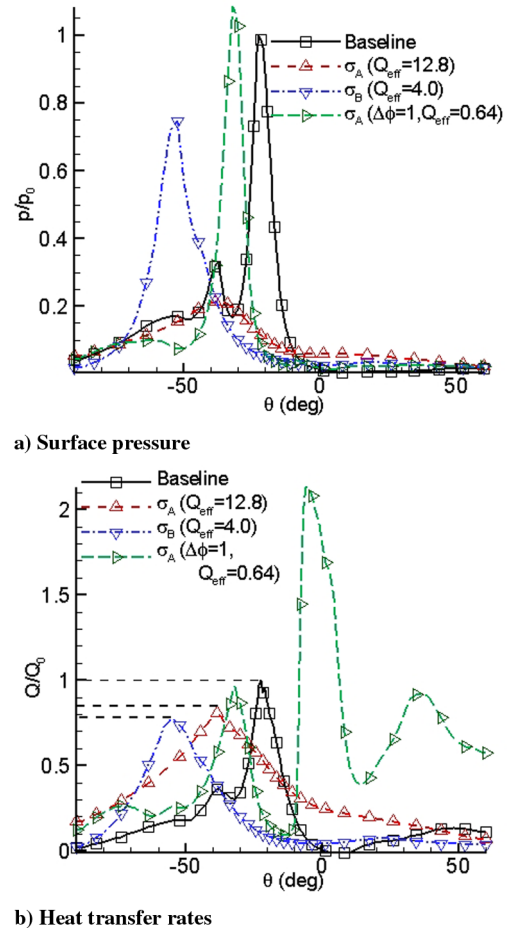 Baseline
σA (Qeff=12.8)
σB (Qeff=4.0)
σA (Δϕ=1,Qeff=0.64)
1
0.8
0.6
0.4
0.2
p/p0
-50
0
50
θ (deg)
a) Surface pressure
Baseline
σA (Qeff=12.8)
σB (Qeff=4.0)
σA (Δϕ=1,
Qeff=0.64)
2
1.5
1
0.5
0
Q/Q0
-50
0
50
θ (deg)
b) Heat transfer rates